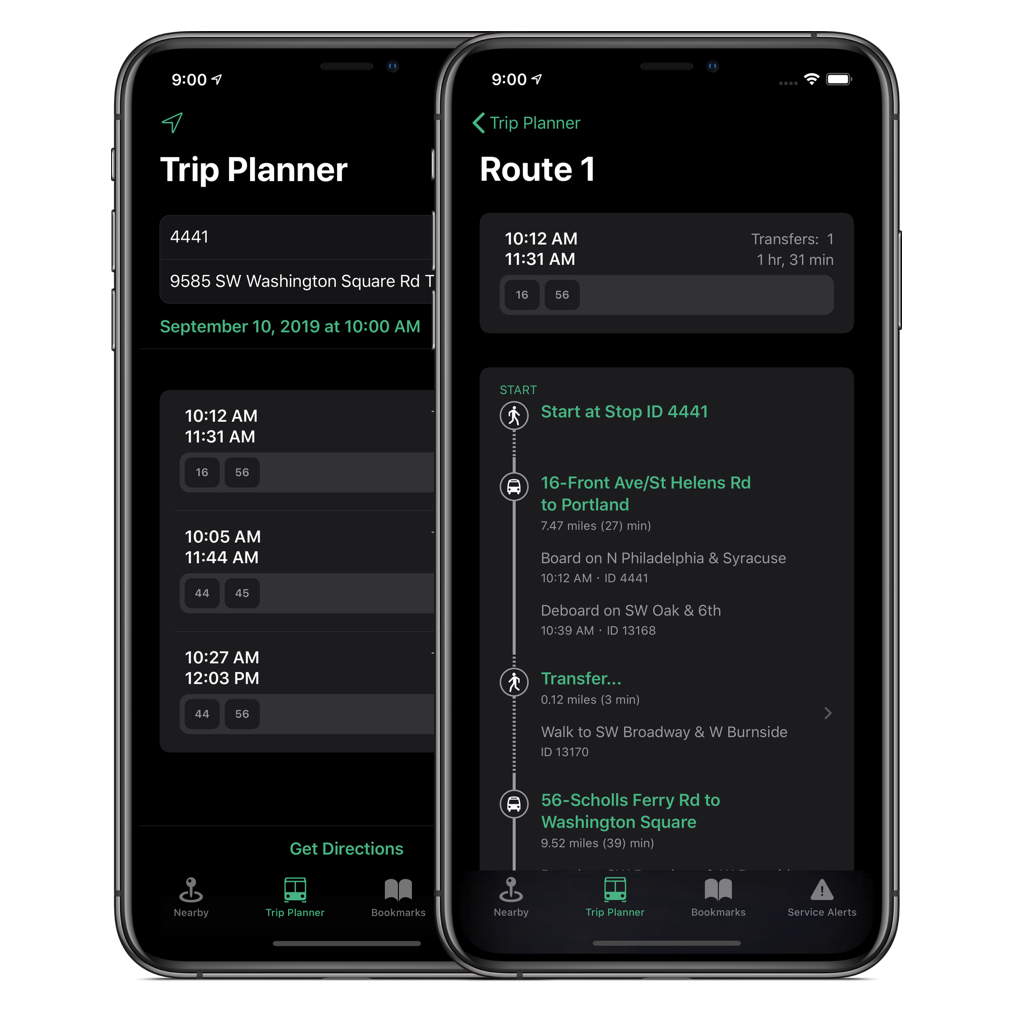 9:00
Trip Planner
4441
9585 SW Washington Square Rd T
September 10, 2019 at 10:00 AM
10:12 AM
11:31 AM
16 56
10:05 AM
11:44 AM
44 45
10:27 AM
12:03 PM
44 56
Get Directions
Nearby Trip Planner Bookmarks
9:00
Trip Planner
Route 1
10:12 AM Transfers: 1
11:31 AM 1 hr, 31 min
16 56
START
Start at Stop ID 4441
16-Front Ave/St Helens Rd
to Portland
7.47 miles (27) min)
Board on N Philadelphia & Syracuse
10:12 AM · ID 4441
Deboard on SW Oak & 6th
10:39 AM · ID 13168
Transfer...
0.12 miles (3 min)
Walk to SW Broadway & W Burnside
ID 13170
56-Scholls Ferry Rd to
Washington Square
9.52 miles (39) min)
Nearby Trip Planner Bookmarks Service Alerts